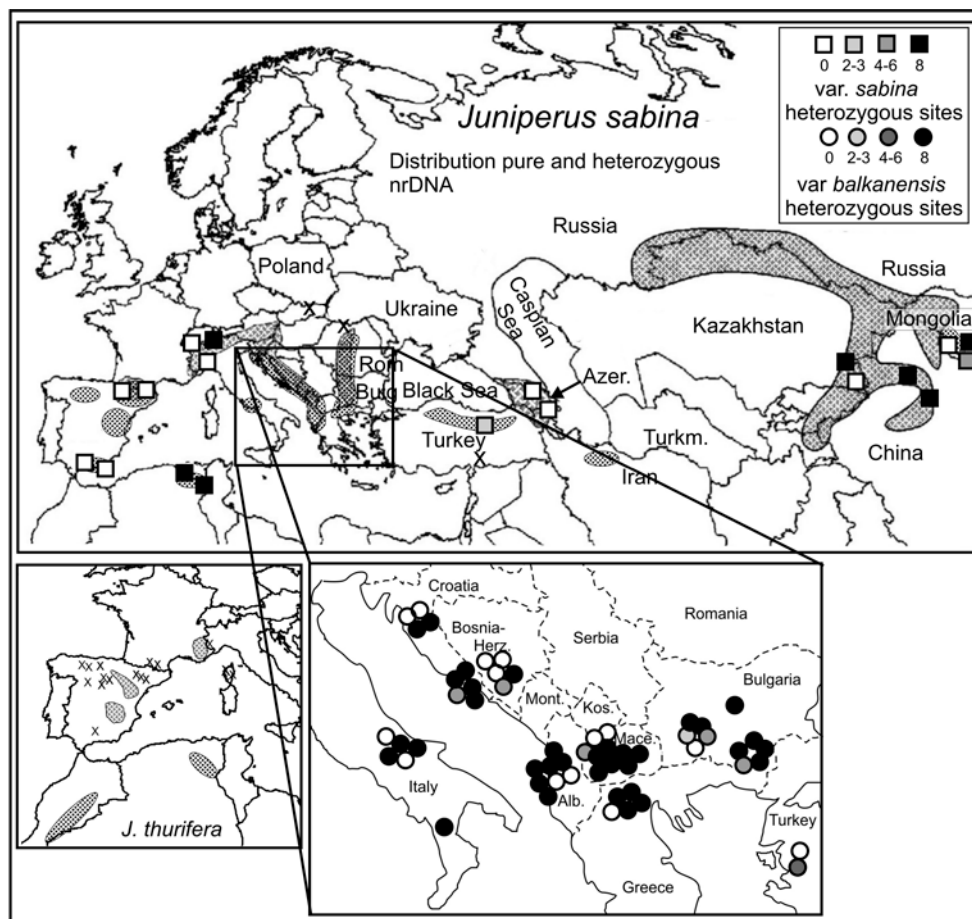 0 2-3 4-6 8
var. sabina
heterozygous sites
0 2-3 4-6 8
var balkanensis
heterozygous sites
Juniperus sabina
Distribution pure and heterozygous
nrDNA
Russia
Russia
Poland
Ukraine
Caspian
Sea
Kazakhstan
Mongolia
X
X
Rom
Bulg
Black Sea
Azer.
Turkey
X
Turkm.
Iran
China
J. thurifera
Croatia
Bosnia-
Herz.
Serbia
Romania
Mont.
Kos.
Bulgaria
Mace.
Italy
Alb.
Turkey
Greece